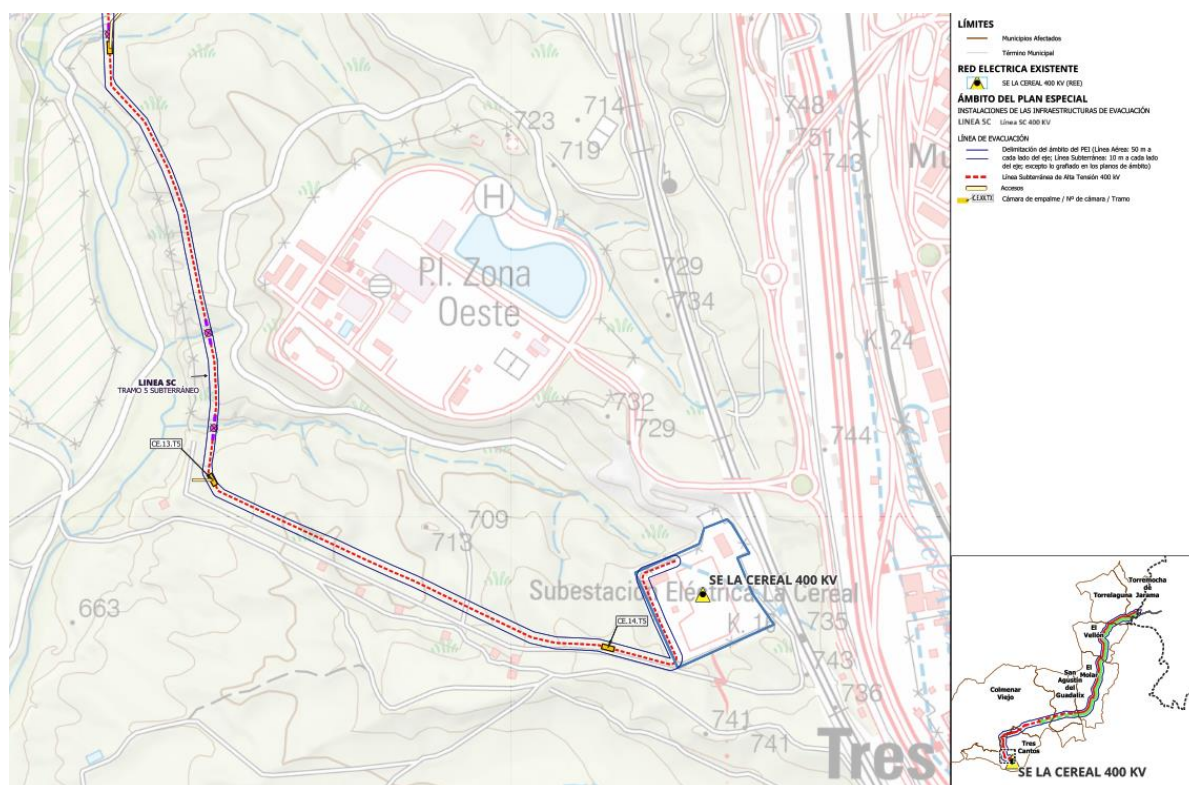 LÍMITES
Municipios Afectados
Término Municipal
RED ELECTRICA EXISTENTE
SE LA CEREAL 400 KV (REE)
ÁMBITO DEL PLAN ESPECIAL
INSTALACIONES DE LAS INFRAESTRUCTURAS DE EVACUACIÓN
LINEA SC Línea SC 400 KV
LÍNEA DE EVACUACIÓN
Delimitación del ámbito del PEI (Línea Aérea: 50 m a
cada lado del eje; Línea Subterránea: 10 m a cada lado
del eje; excepto lo grafiado en los planos de ámbito)
Línea Subterránea de Alta Tensión 400 kV
Accesos
Cámara de empalme / Nº de cámara / Tramo
714
723
719
748
751
743
H
P.I. Zona
Oeste
729
734
K. 24
LINEA SC
TRAMO 5 SUBTERRÁNEO
732
729
744
CE.13.T5
Canal de
709
713
SE LA CEREAL 400 KV
Subestación Eléctrica La Cereal
663
CE.14.T5
735
743
736
741
741
Tres
Torremocha
de
Jarama
Torrelaguna
El
Vellón
El
Molar
San
Agustín
del
Guadalix
Colmenar
Viejo
Tres
Cantos
SE LA CEREAL 400 KV